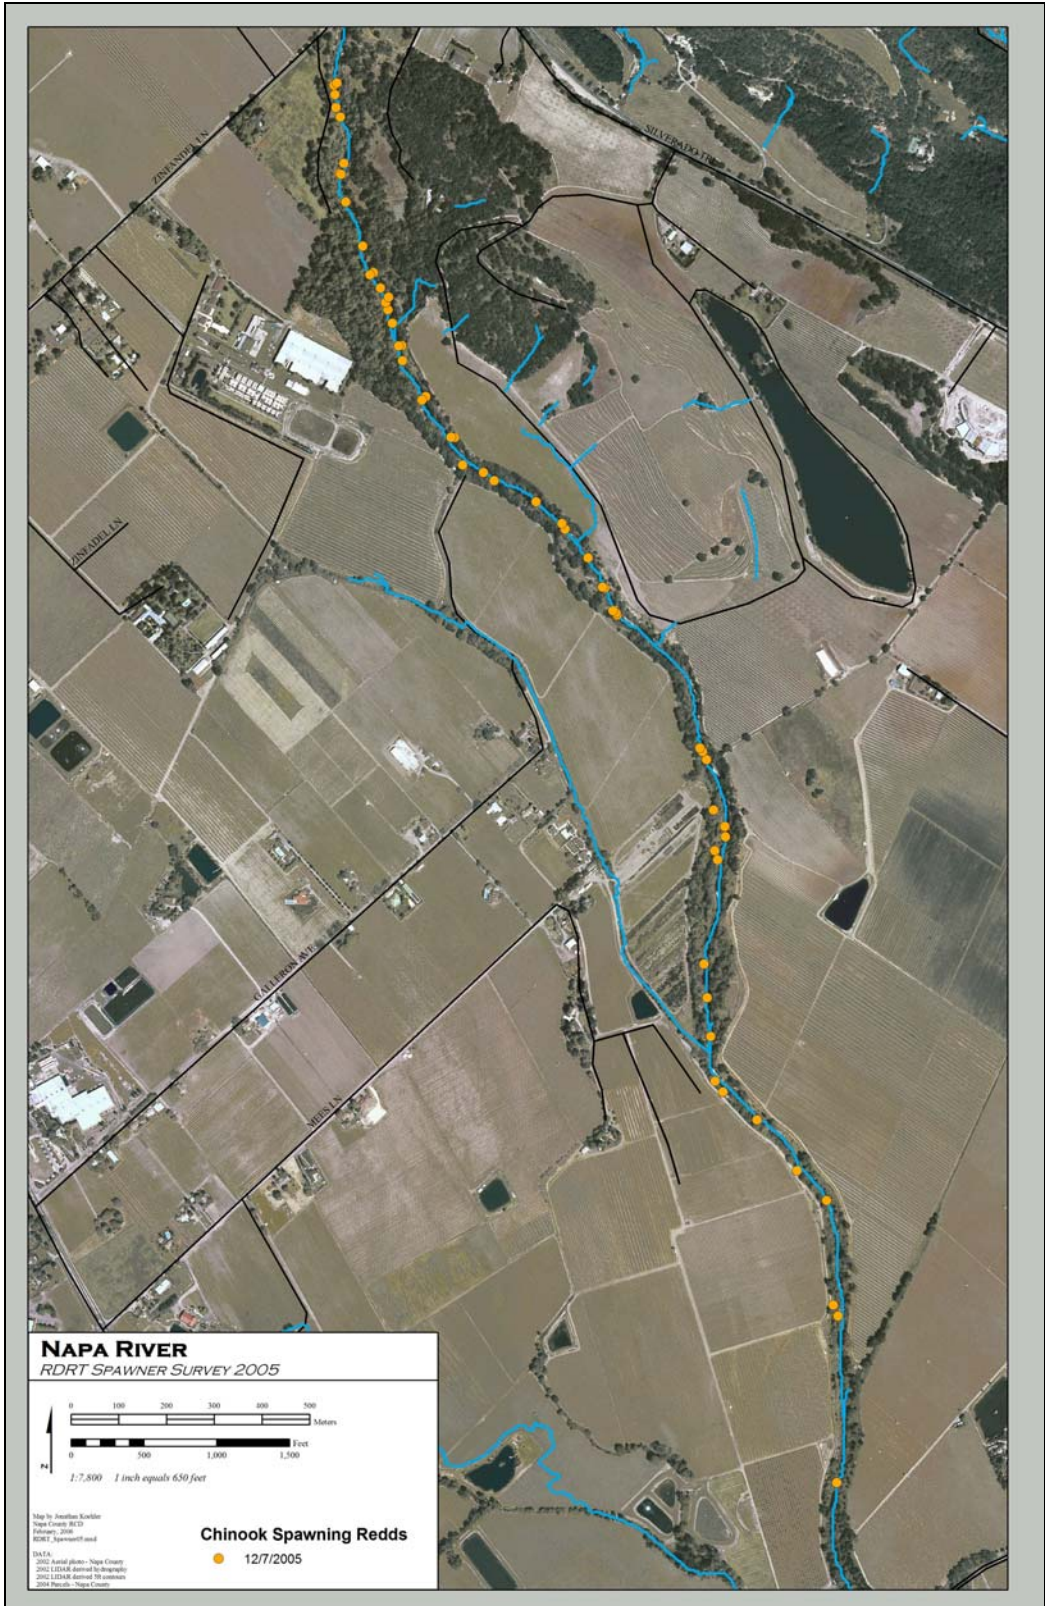 SILVERADO TRL
ZINFANDEL LN
ZINFADEL LN
GALLERON AVE
MEES LN
NAPA RIVER
RDRT SPAWNER SURVEY 2005
0 100 200 300 400 500
Meters
Feet
0 500 1,000 1,500
N
1:7,800 1 inch equals 650 feet
Map by Jonathan Koehler
Napa County RCD
February, 2006
RDRT_Spawner05.mxd
DATA:
2002 Aerial photo - Napa County
2002 LIDAR derived hydrography
2002 LIDAR derived 5ft contours
2004 Parcels - Napa County
Chinook Spawning Redds
12/7/2005